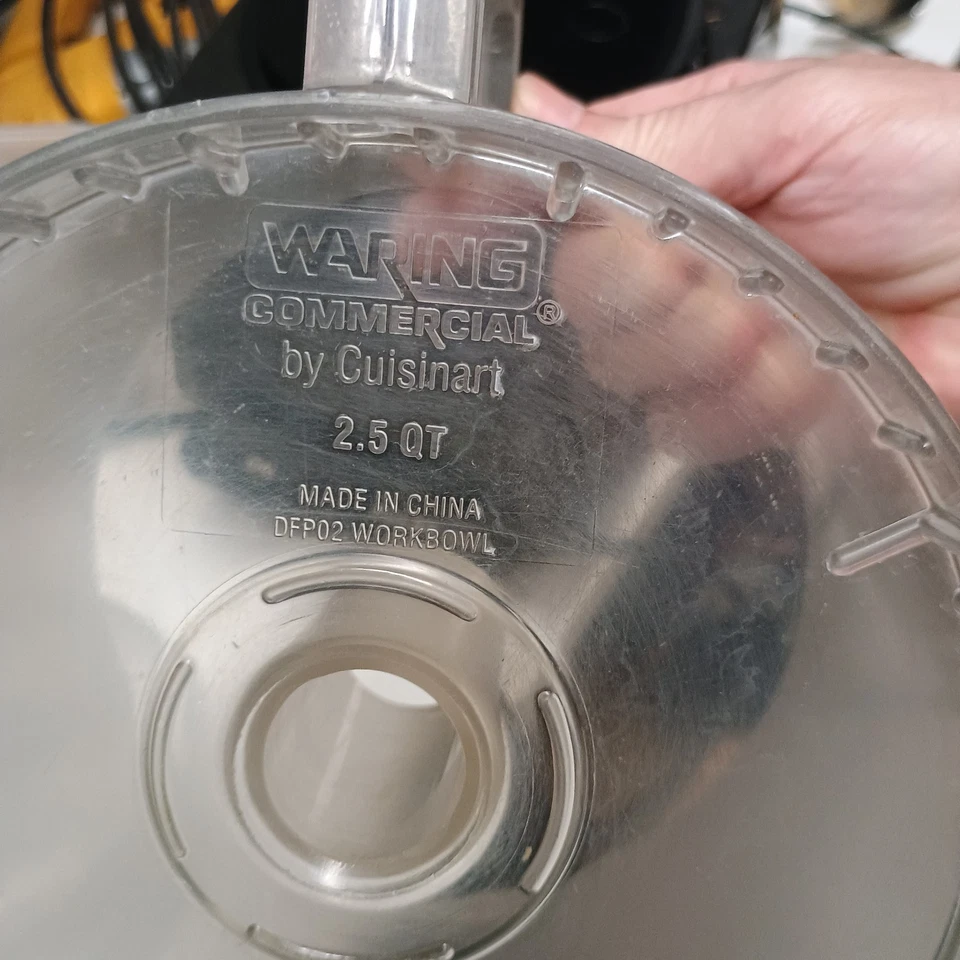 WARING
COMMERCIAL®
by Cuisinart
2.5 QT
MADE IN CHINA
DFP02 WORKBOWL